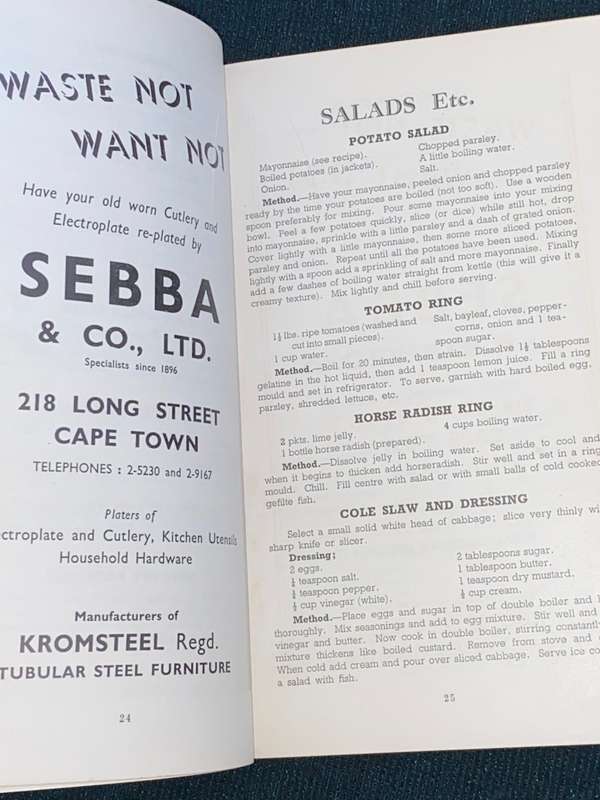 WASTE NOT
WANT NOT
Have your old worn Cutlery and
Electroplate re-plated by
SEBBA
& CO., LTD.
Specialists since 1896
218 LONG STREET
CAPE TOWN
TELEPHONES : 2-5230 and 2-9167
Platers of
ectroplate and Cutlery, Kitchen Utensils
Household Hardware
Manufacturers of
KROMSTEEL Regd.
TUBULAR STEEL FURNITURE
24
SALADS Etc.
POTATO SALAD
Mayonnaise (see recipe). Chopped parsley.
Boiled potatoes (in jackets). A little boiling water.
Onion. Salt.
Method.—Have your mayonnaise, peeled onion and chopped parsley
ready by the time your potatoes are boiled (not too soft). Use a wooden
spoon preferably for mixing. Pour some mayonnaise into your mixing
bowl. Peel a few potatoes quickly, slice (or dice) while still hot, drop
into mayonnaise, sprinkle with a little parsley and a dash of grated onion.
Cover lightly with a little mayonnaise, then some more sliced potatoes,
parsley and onion. Repeat until all the potatoes have been used. Mixing
lightly with a spoon add a sprinkling of salt and more mayonnaise. Finally
add a few dashes of boiling water straight from kettle (this will give it a
creamy texture). Mix lightly and chill before serving.
TOMATO RING
1½ lbs. ripe tomatoes (washed and Salt, bayleaf, cloves, pepper-
cut into small pieces). corns, onion and 1 tea-
1 cup water. spoon sugar.
Method.—Boil for 20 minutes, then strain. Dissolve 1½ tablespoons
gelatine in the hot liquid, then add 1 teaspoon lemon juice. Fill a ring
mould and set in refrigerator. To serve, garnish with hard boiled egg,
parsley, shredded lettuce, etc.
HORSE RADISH RING
2 pkts. lime jelly. 4 cups boiling water.
1 bottle horse radish (prepared).
Method.—Dissolve jelly in boiling water. Set aside to cool and
when it begins to thicken add horseradish. Stir well and set in a ring
mould. Chill. Fill centre with salad or with small balls of cold cooked
gefilte fish.
COLE SLAW AND DRESSING
Select a small solid white head of cabbage; slice very thinly wi
sharp knife or slicer.
Dressing;
2 eggs. 2 tablespoons sugar.
teaspoon salt. 1 tablespoon butter.
teaspoon pepper. 1 teaspoon dry mustard.
cup vinegar (white). cup cream.
Method.—Place eggs and sugar in top of double boiler and
thoroughly. Mix seasonings and add to egg mixture. Stir well and
vinegar and butter. Now cook in double boiler, stirring constantly
mixture thickens like boiled custard. Remove from stove and
When cold add cream and pour over sliced cabbage. Serve ice co
a salad with fish.
25